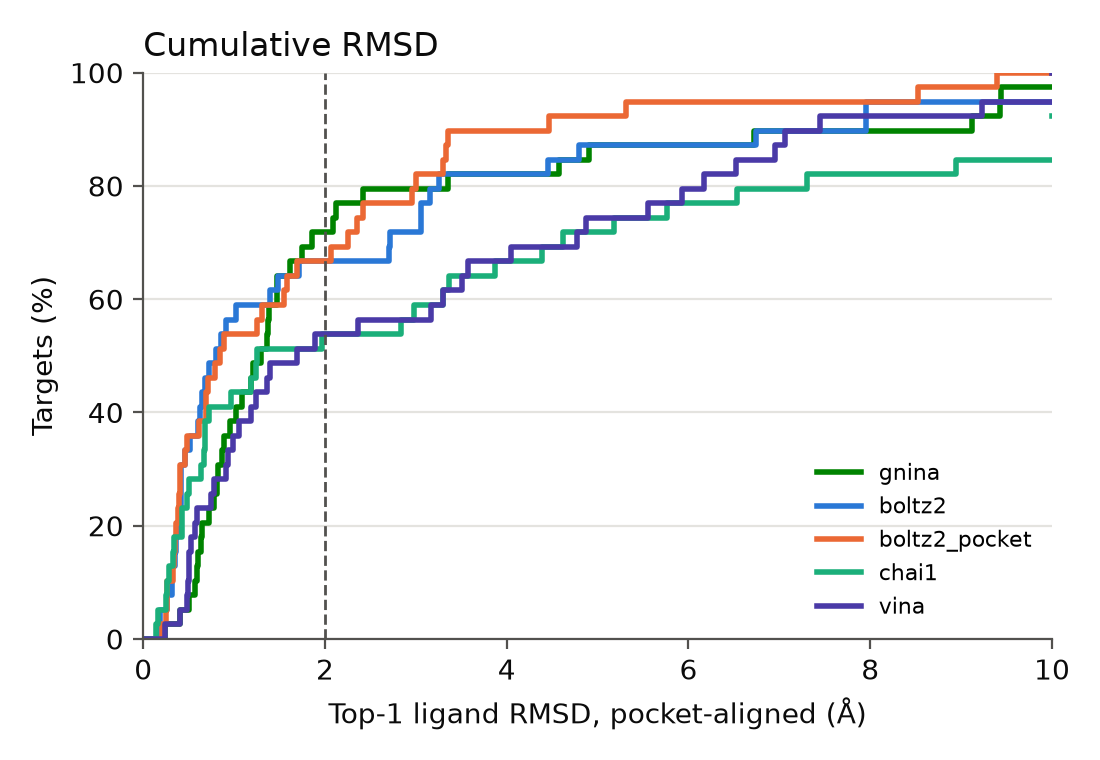 Cumulative RMSD
100
80
60
40
20
0
Targets (%)
0 2 4 6 8 10
Top-1 ligand RMSD, pocket-aligned (Å)
gnina
boltz2
boltz2_pocket
chai1
vina